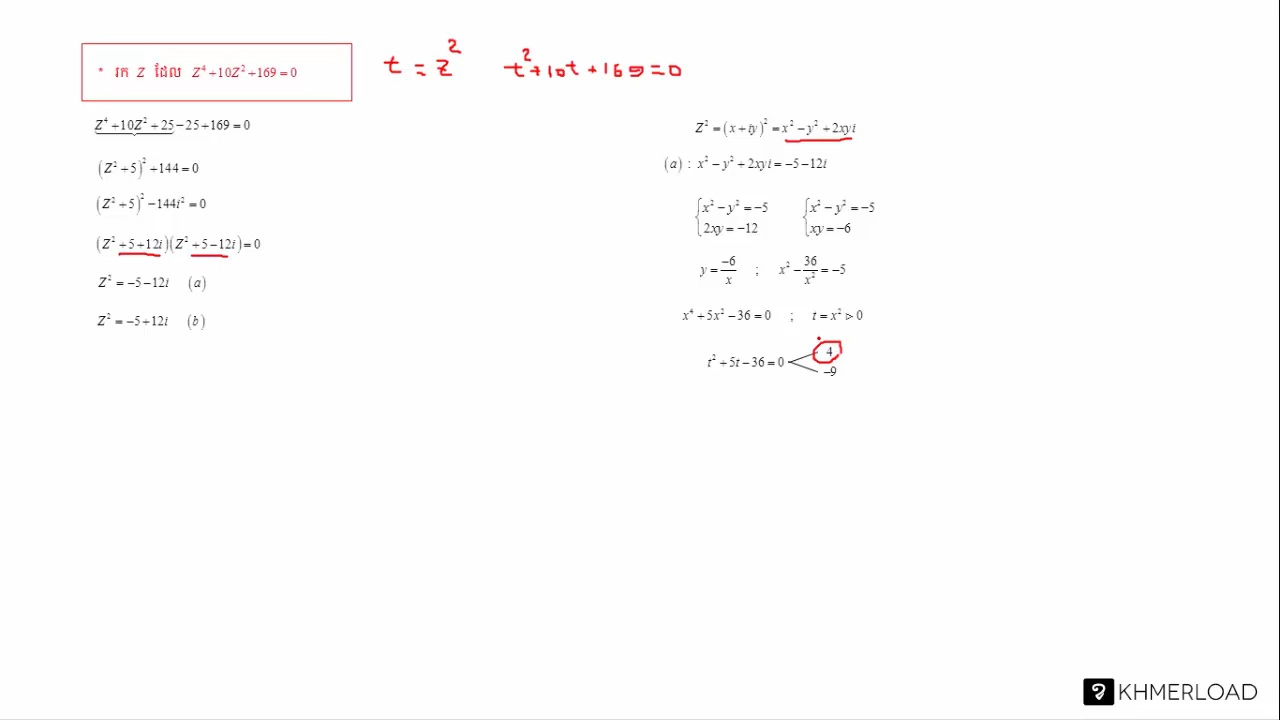 * រក Z ដែល Z⁴+10Z²+169=0
t = z² t²+10t+169=0
Z⁴+10Z²+25−25+169=0
(Z²+5)²+144=0
(Z²+5)²−144i²=0
(Z²+5+12i)(Z²+5−12i)=0
Z²=−5−12i (a)
Z²=−5+12i (b)
Z²=(x+iy)²=x²−y²+2xyi
(a): x²−y²+2xyi=−5−12i
{x²−y²=−5 {x²−y²=−5
2xy=−12 xy=−6
y=−6/x ; x²−36/x²=−5
x⁴+5x²−36=0 ; t=x²>0
t²+5t−36=0
4
−9
KHMERLOAD